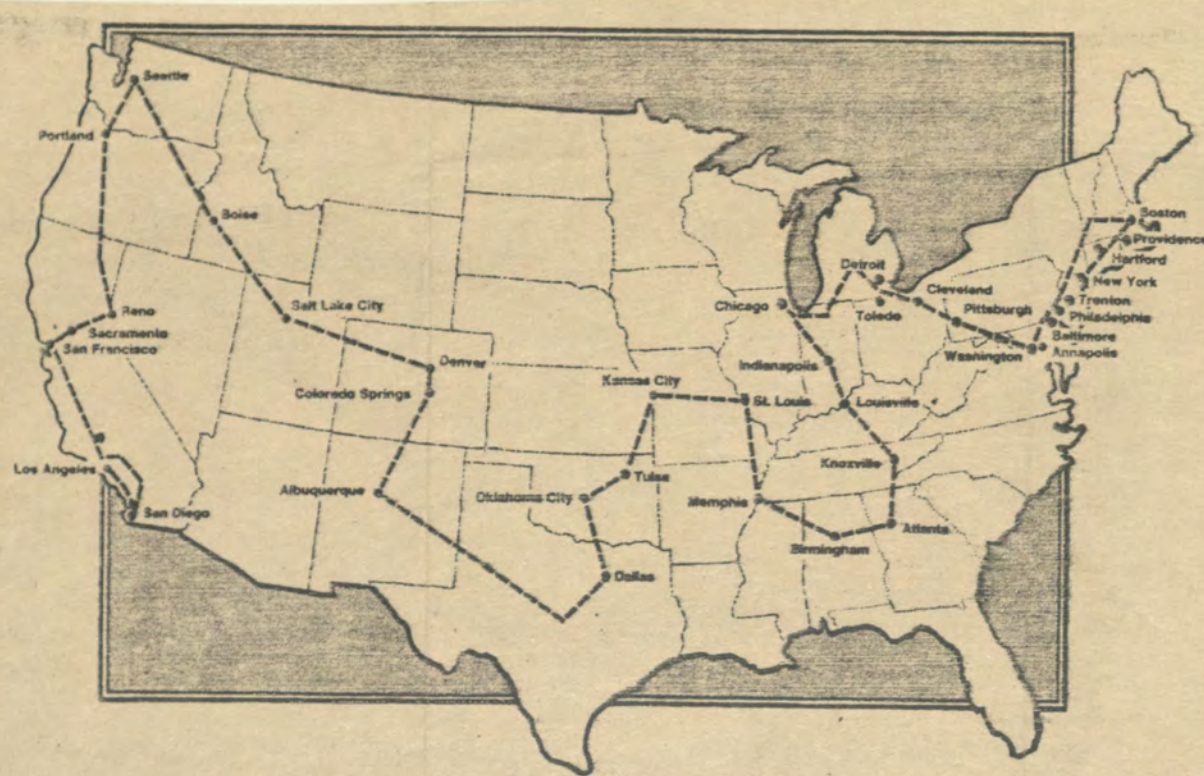 Seattle
Portland
Boise
Boston
Providence
Hartford
Detroit
New York
Cleveland
Chicago
Toledo
Pittsburgh
Trenton
Philadelphia
Salt Lake City
Reno
Sacramento
San Francisco
Baltimore
Washington
Annapolis
Denver
Indianapolis
Kansas City
Colorado Springs
St. Louis
Louisville
Los Angeles
Knoxville
Tulsa
Albuquerque
Oklahoma City
Memphis
San Diego
Atlanta
Birmingham
Dallas